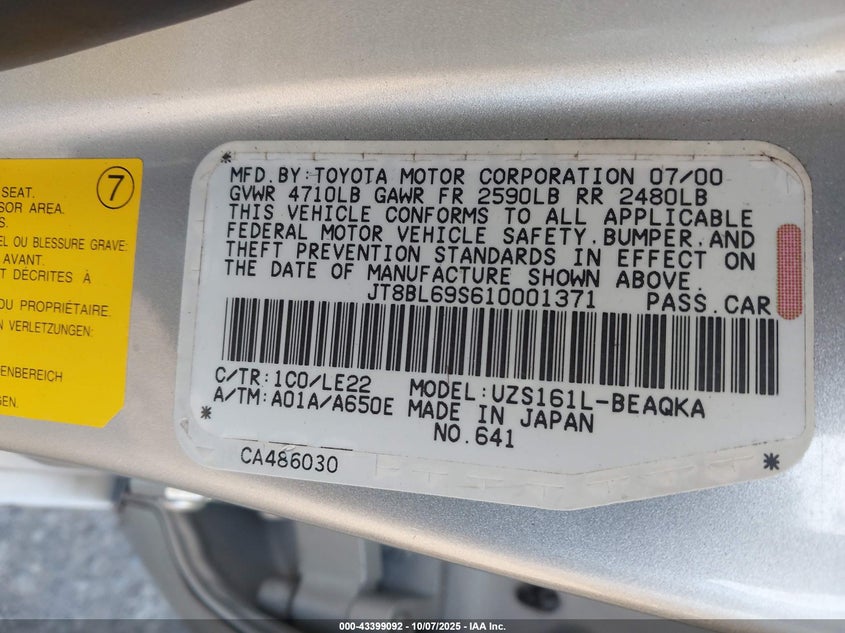 7
SEAT.
SOR AREA.
S.
EL OU BLESSURE GRAVE:
AVANT.
T DÉCRITES À
U PROPRIÉTAIRE.
EN VERLETZUNGEN:
ENBEREICH
GEN.
MFD.BY:TOYOTA MOTOR CORPORATION 07/00
GVWR 4710LB GAWR FR 2590LB RR 2480LB
THIS VEHICLE CONFORMS TO ALL APPLICABLE
FEDERAL MOTOR VEHICLE SAFETY,BUMPER,AND
THEFT PREVENTION STANDARDS IN EFFECT ON
THE DATE OF MANUFACTURE SHOWN ABOVE.
JT8BL69S610001371 PASS.CAR
C/TR:1C0/LE22 MODEL:UZS161L-BEAQKA
A/TM:A01A/A650E MADE IN JAPAN
NO.641
CA486030
000-43399092 - 10/07/2025 - IAA Inc.